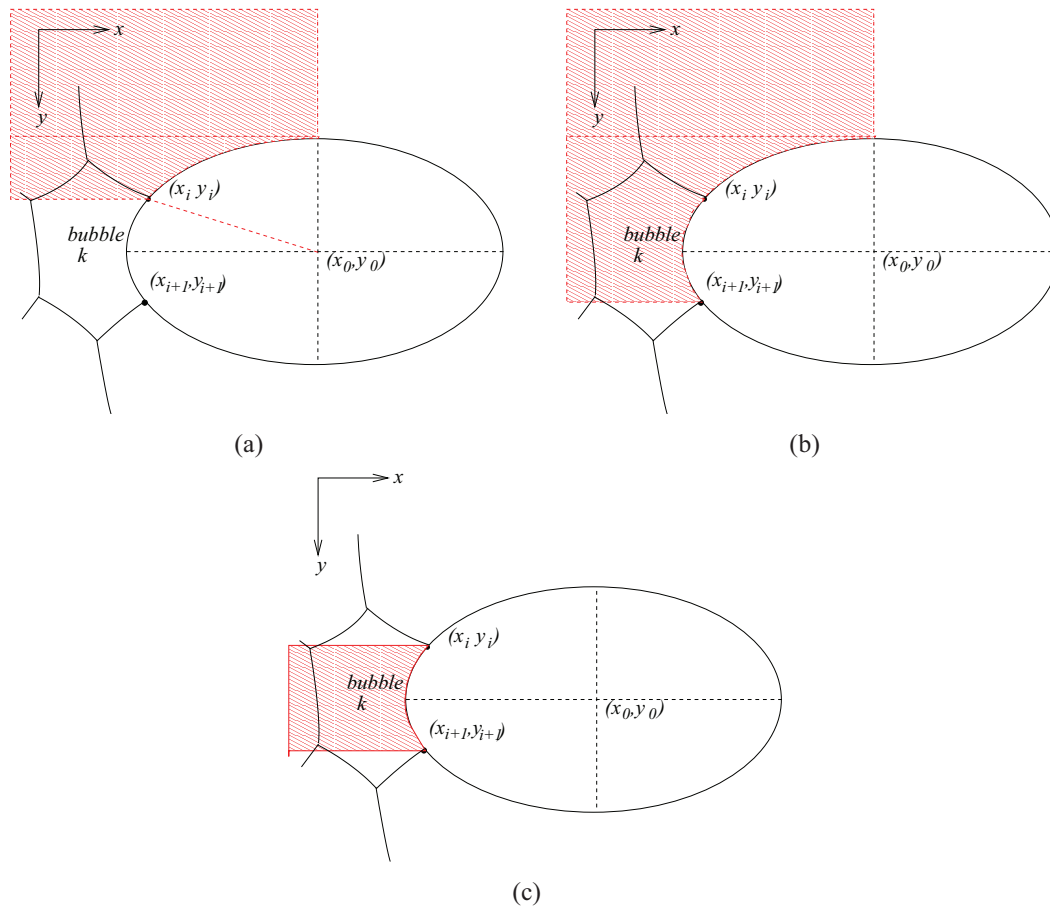 x
y
(x_i y_i)
bubble
k
(x_0,y_0)
(x_{i+1},y_{i+1})
(a)
x
y
(x_i y_i)
bubble
k
(x_0,y_0)
(x_{i+1},y_{i+1})
(b)
x
y
(x_i y_i)
bubble
k
(x_0,y_0)
(x_{i+1},y_{i+1})
(c)